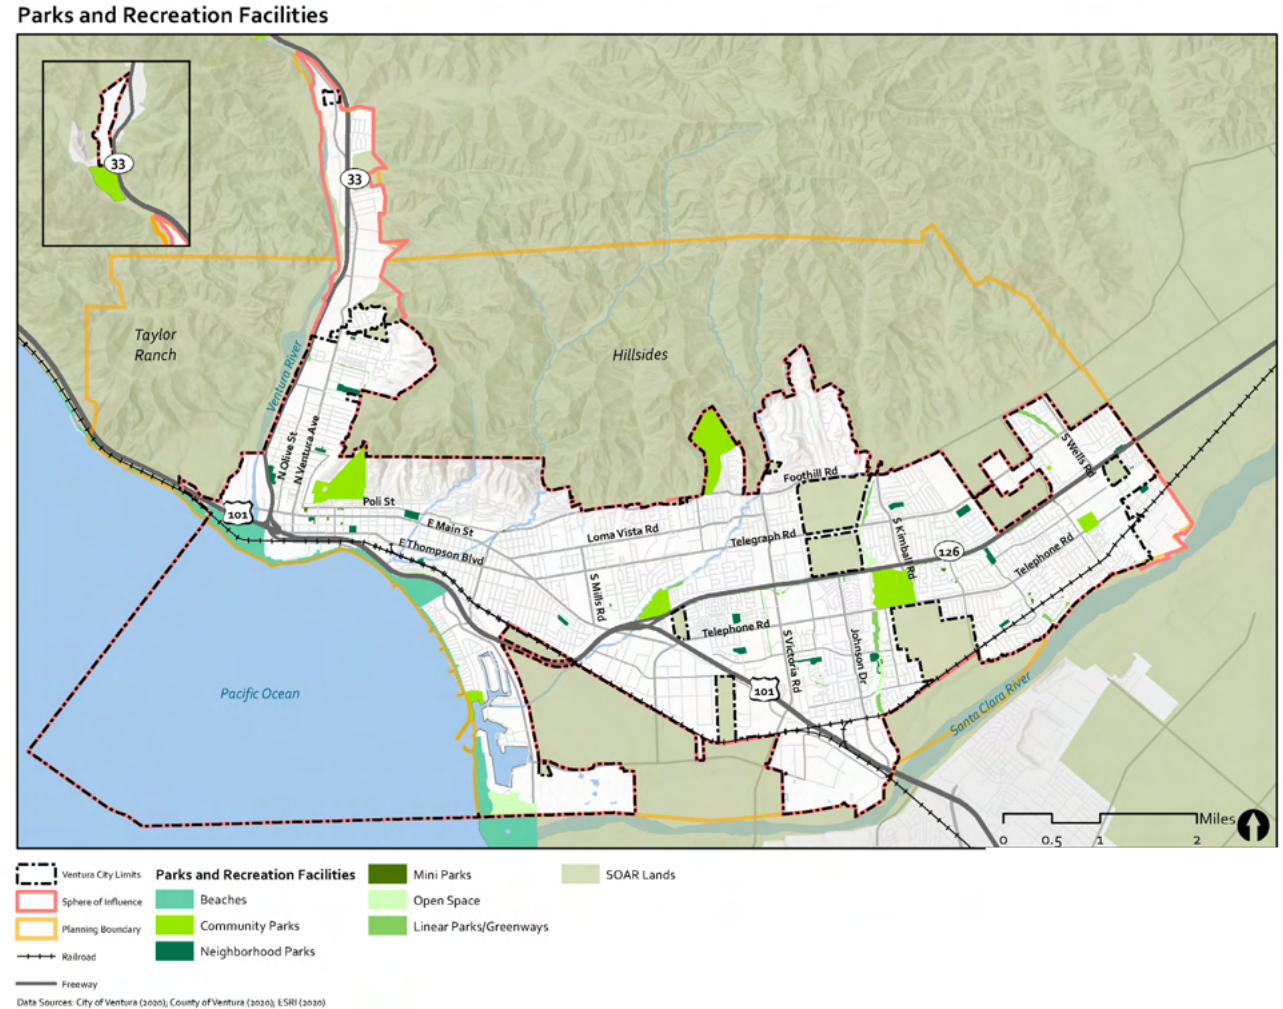 Parks and Recreation Facilities
33
33
Taylor
Ranch
Ventura River
Hillsides
N Olive St
N Ventura Ave
S Wells Rd
Foothill Rd
Poli St
101
E Main St
Loma Vista Rd
Telegraph Rd
S Kimball Rd
E Thompson Blvd
126
Telephone Rd
S Mills Rd
Telephone Rd
S Victoria Rd
Johnson Dr
Pacific Ocean
101
Santa Clara River
Miles
0 0.5 1 2
Ventura City Limits
Sphere of Influence
Planning Boundary
Railroad
Freeway
Parks and Recreation Facilities
Beaches
Community Parks
Neighborhood Parks
Mini Parks
Open Space
Linear Parks/Greenways
SOAR Lands
Data Sources: City of Ventura (2020); County of Ventura (2020); ESRI (2020)